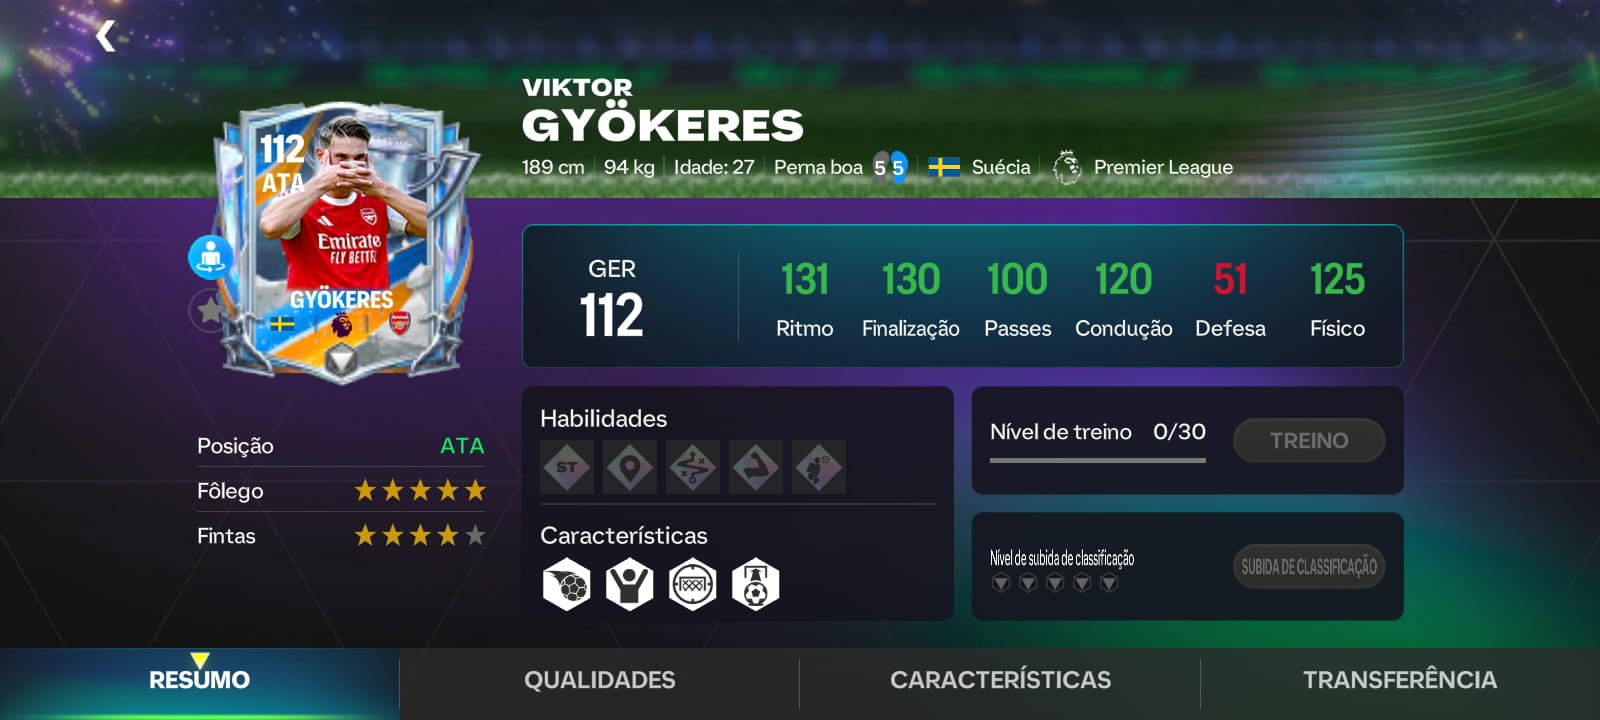 VIKTOR
GYÖKERES
189 cm 94 kg Idade: 27 Perna boa 5 5 Suécia Premier League
112
ATA
Emirates
FLY BETTER
GYÖKERES
Arsenal
GER
112
131 130 100 120 51 125
Ritmo Finalização Passes Condução Defesa Físico
Posição ATA
Fôlego
Fintas
Habilidades
ST
Características
Nível de treino 0/30 TREINO
Nível de subida de classificação SUBIDA DE CLASSIFICAÇÃO
RESUMO QUALIDADES CARACTERÍSTICAS TRANSFERÊNCIA